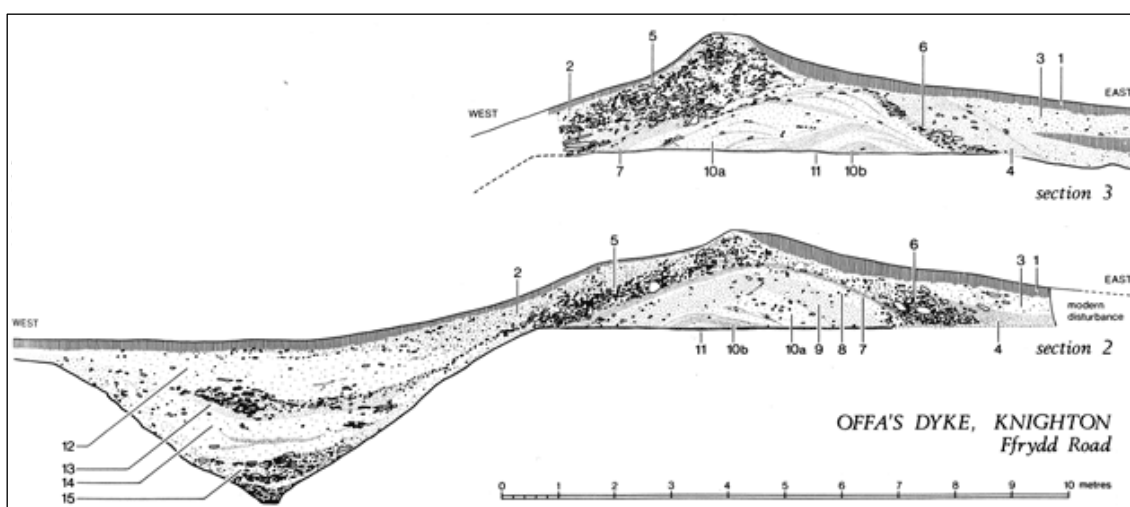 2 5 6 3 1
WEST EAST
7 10a 11 10b 4
section 3
2 5 6 3 1
WEST EAST
modern
disturbance
11 10b 10a 9 8 7 4
section 2
12
13
14
15
OFFA'S DYKE, KNIGHTON
Ffrydd Road
0 1 2 3 4 5 6 7 8 9 10 metres